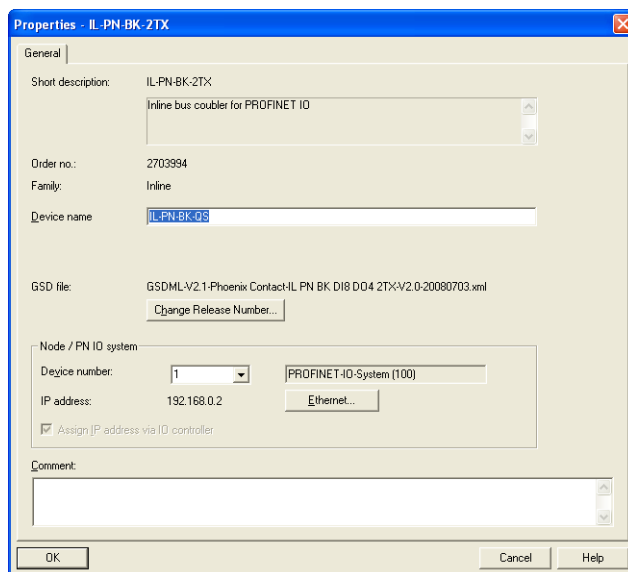 Properties - IL-PN-BK-2TX
General
Short description: IL-PN-BK-2TX
Inline bus coubler for PROFINET IO
Order no.: 2703994
Family: Inline
Device name IL-PN-BK-QS
GSD file: GSDML-V2.1-Phoenix Contact-IL PN BK DI8 DO4 2TX-V2.0-20080703.xml
Change Release Number...
Node / PN IO system
Device number: 1 PROFINET-IO-System (100)
IP address: 192.168.0.2 Ethernet...
Assign IP address via IO controller
Comment:
OK Cancel Help